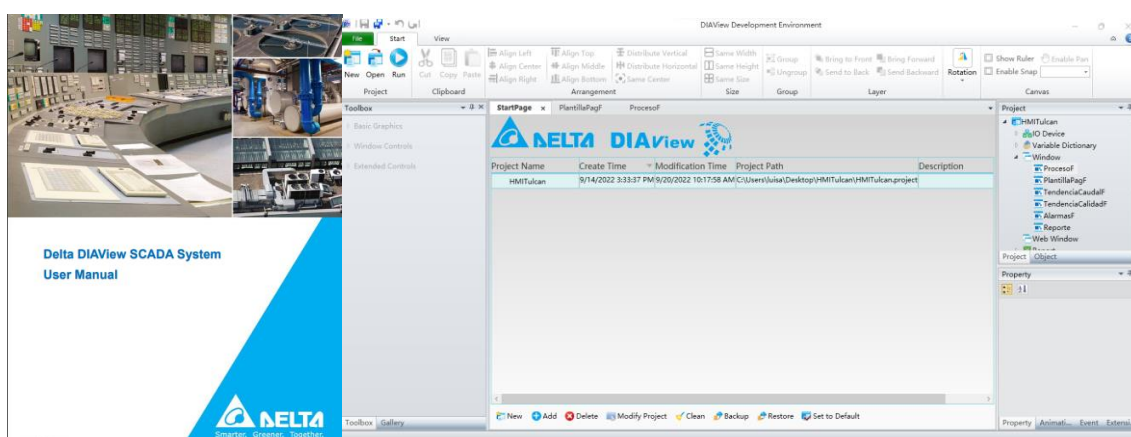 Delta DIAView SCADA System
User Manual
DELTA
Smarter. Greener. Together.
DIAView Development Environment
File Start View
New Open Run
Cut Copy Paste
Align Left Align Top Distribute Vertical Same Width
Align Center Align Middle Distribute Horizontal Same Height
Align Right Align Bottom Same Center Same Size
Group Bring to Front Bring Forward
Ungroup Send to Back Send Backward
Rotation
Show Ruler Enable Pan
Enable Snap
Project Clipboard Arrangement Size Group Layer Canvas
Toolbox
Basic Graphics
Window Controls
Extended Controls
Toolbox Gallery
StartPage PlantillaPagF ProcesoF
DELTA DIAView
Project Name Create Time Modification Time Project Path Description
HMITulcan 9/14/2022 3:33:37 PM 9/20/2022 10:17:58 AM C:\Users\luisa\Desktop\HMITulcan\HMITulcan.project
New Add Delete Modify Project Clean Backup Restore Set to Default
Project
HMITulcan
IO Device
Variable Dictionary
Window
ProcesoF
PlantillaPagF
TendenciaCaudalF
TendenciaCalidadF
AlarmasF
Reporte
Web Window
Project Object
Property
Property Animati... Event Extensi